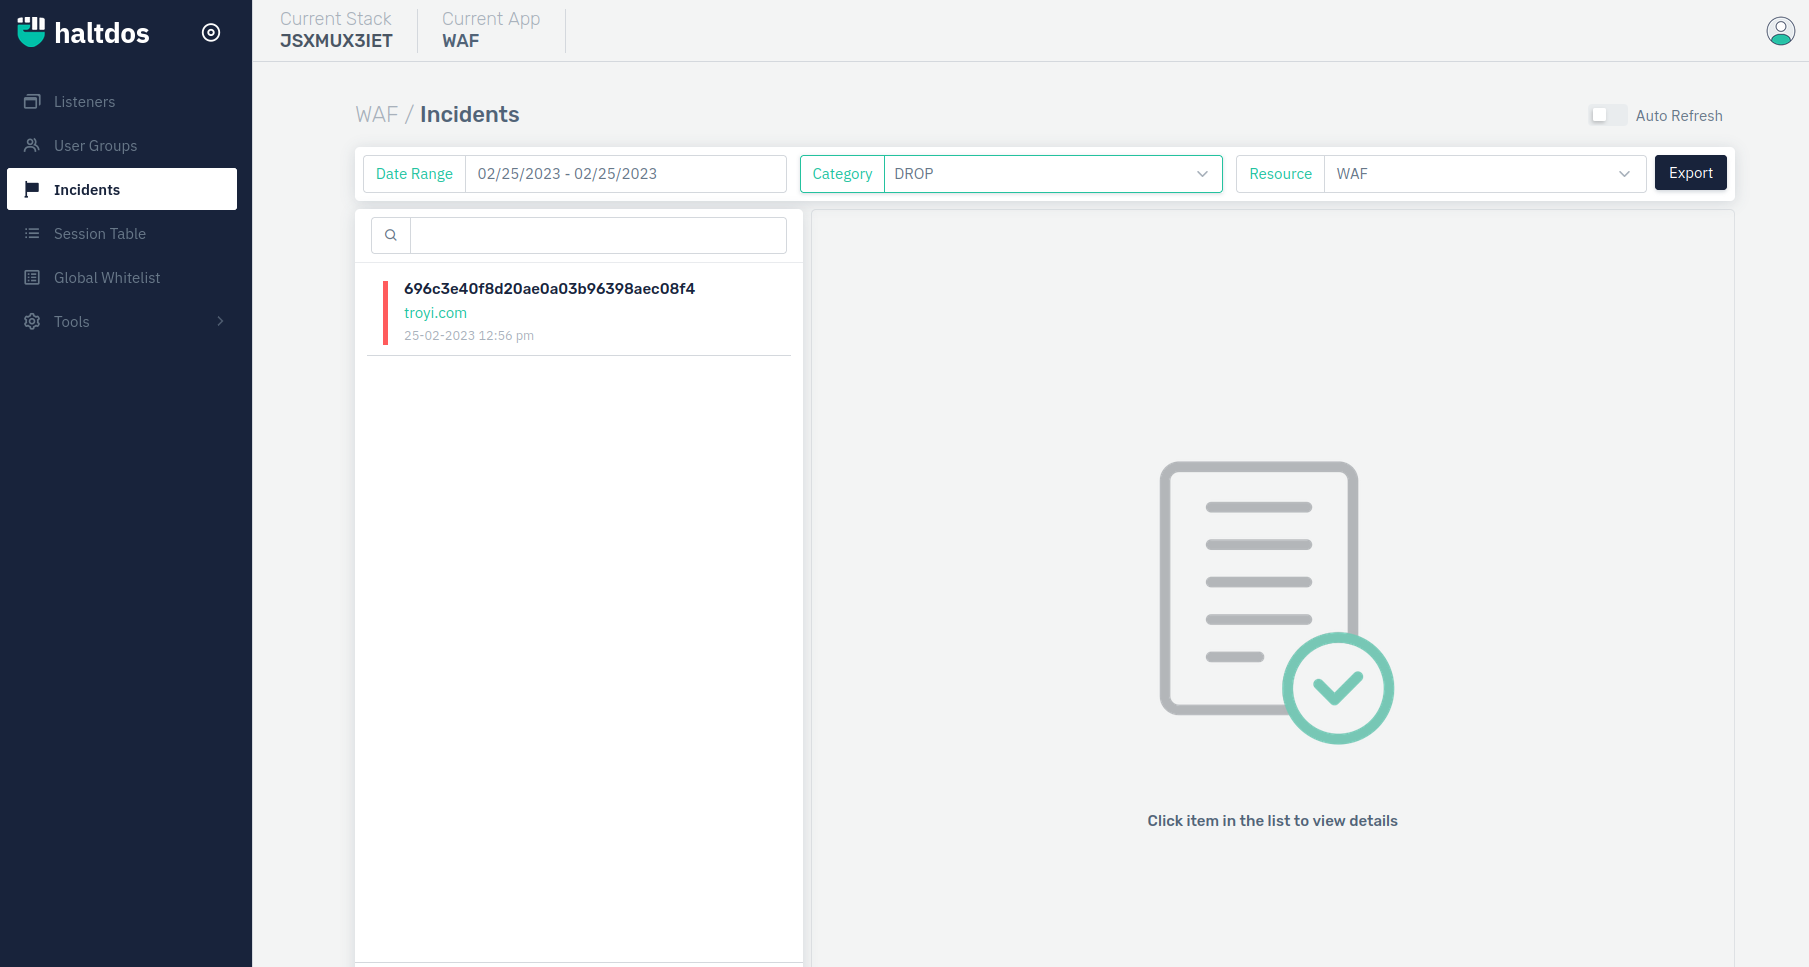 haltdos
Current Stack
JSXMUX3IET
Current App
WAF
Listeners
User Groups
Incidents
Session Table
Global Whitelist
Tools
WAF / Incidents
Auto Refresh
Date Range
02/25/2023 - 02/25/2023
Category
DROP
Resource
WAF
Export
696c3e40f8d20ae0a03b96398aec08f4
troyi.com
25-02-2023 12:56 pm
Click item in the list to view details